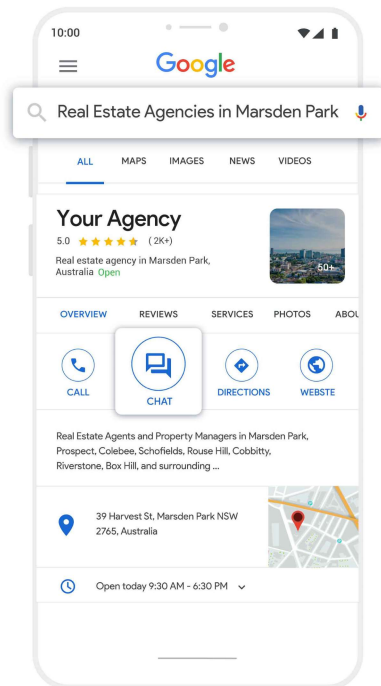 10:00
Google
Real Estate Agencies in Marsden Park
ALL MAPS IMAGES NEWS VIDEOS
Your Agency
5.0 (2K+)
Real estate agency in Marsden Park,
Australia Open
50+
OVERVIEW REVIEWS SERVICES PHOTOS ABOU
CALL CHAT DIRECTIONS WEBSTE
Real Estate Agents and Property Managers in Marsden Park,
Prospect, Colebee, Schofields, Rouse Hill, Cobbitty,
Riverstone, Box Hill, and surrounding ...
39 Harvest St, Marsden Park NSW
2765, Australia
Open today 9:30 AM - 6:30 PM